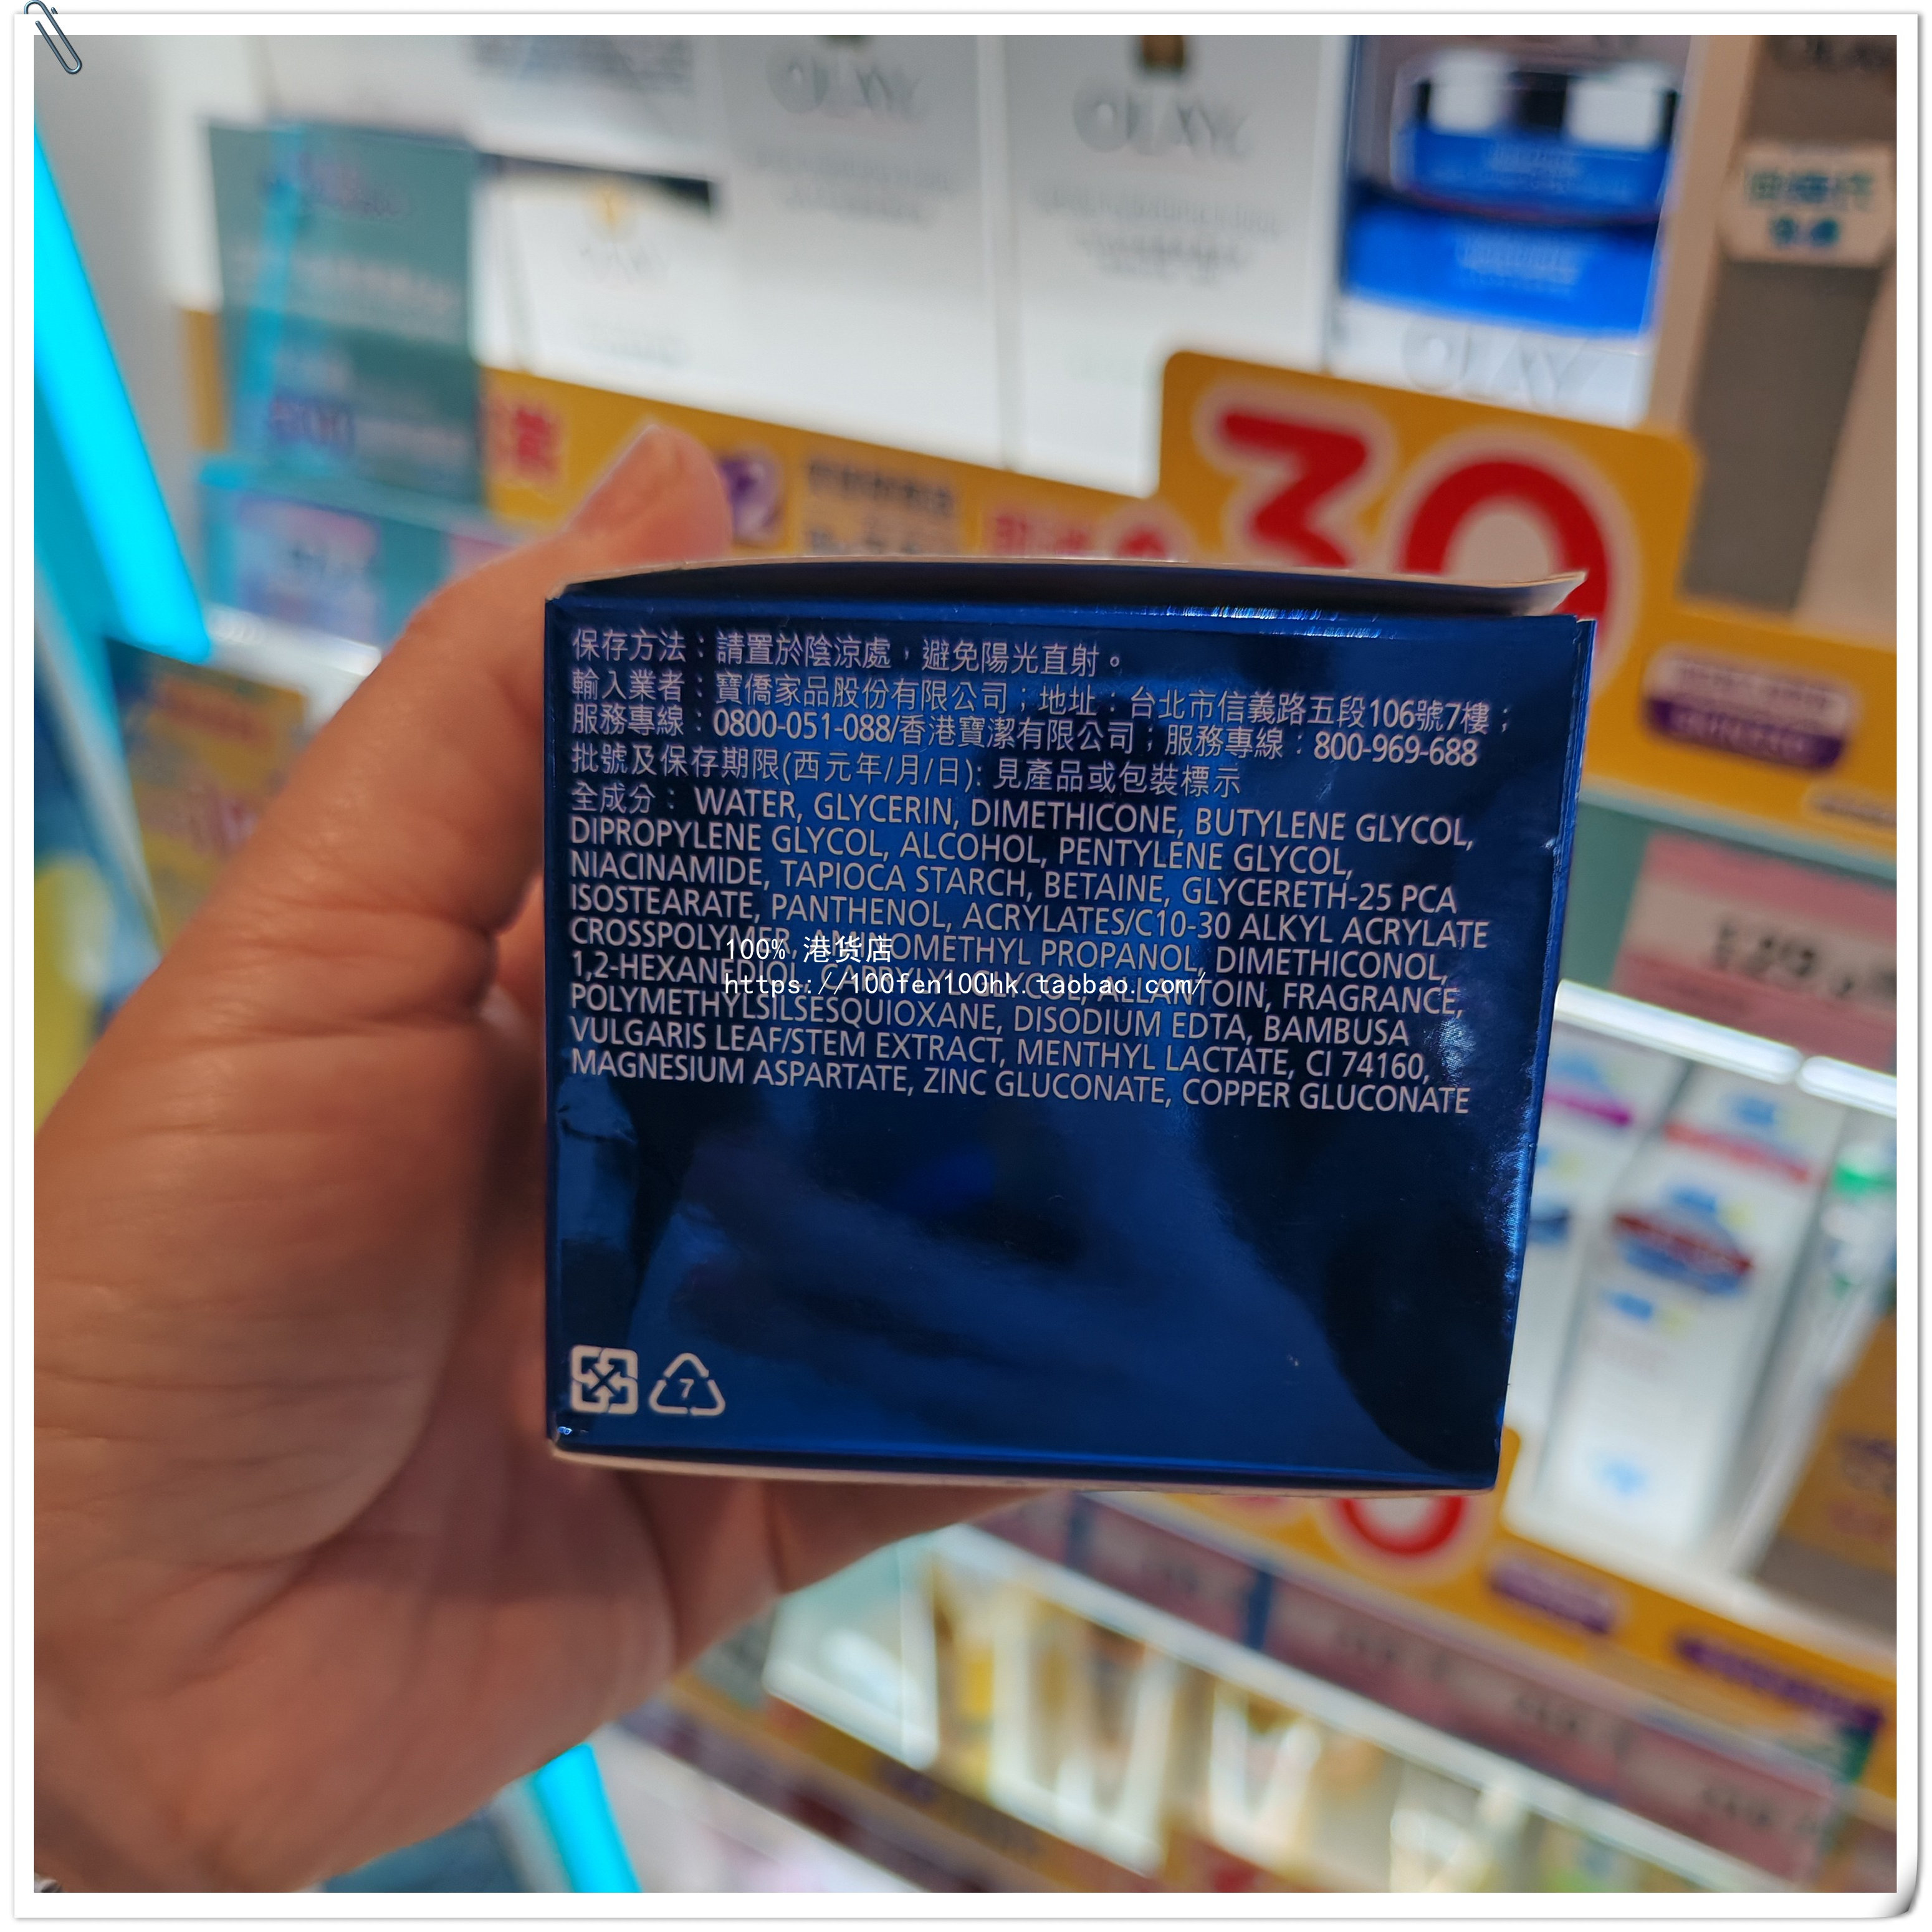 OLAY
OLAY
OLAY
30
保存方法：請置於陰涼處，避免陽光直射。
輸入業者：寶僑家品股份有限公司；地址：台北市信義路五段106號7樓；
服務專線：0800-051-088/香港寶潔有限公司；服務專線：800-969-688
批號及保存期限(西元年/月/日): 見產品或包裝標示
全成分： WATER, GLYCERIN, DIMETHICONE, BUTYLENE GLYCOL,
DIPROPYLENE GLYCOL, ALCOHOL, PENTYLENE GLYCOL,
NIACINAMIDE, TAPIOCA STARCH, BETAINE, GLYCERETH-25 PCA
ISOSTEARATE, PANTHENOL, ACRYLATES/C10-30 ALKYL ACRYLATE
CROSSPOLYMER, AMINOMETHYL PROPANOL, DIMETHICONOL,
100% 港货店
1,2-HEXANEDIOL, CAPRYLYL GLYCOL, ALLANTOIN, FRAGRANCE,
https://100fen100hk.taobao.com/
POLYMETHYLSILSESQUIOXANE, DISODIUM EDTA, BAMBUSA
VULGARIS LEAF/STEM EXTRACT, MENTHYL LACTATE, CI 74160,
MAGNESIUM ASPARTATE, ZINC GLUCONATE, COPPER GLUCONATE
7